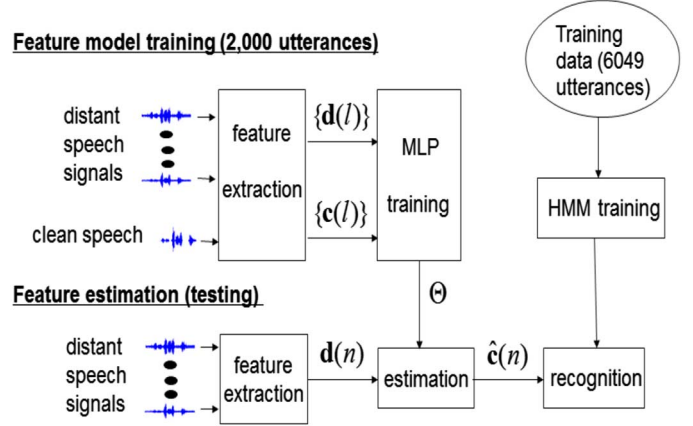 Feature model training (2,000 utterances)
Training
data (6049
utterances)
distant
speech
signals
clean speech
feature
extraction
{d(l)}
{c(l)}
MLP
training
HMM training
Θ
Feature estimation (testing)
distant
speech
signals
feature
extraction
d(n)
estimation
ĉ(n)
recognition